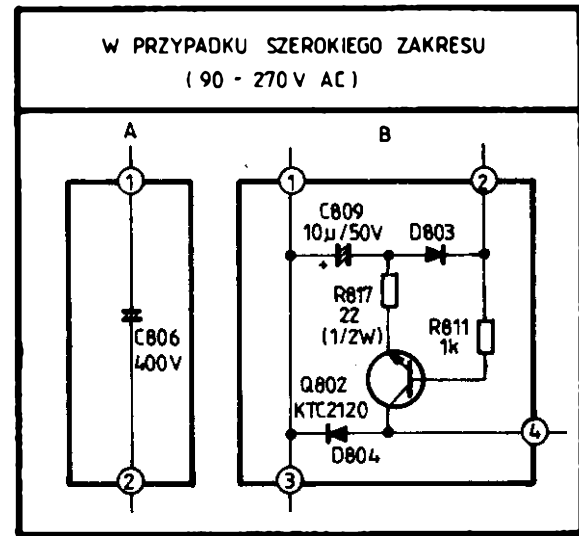 W PRZYPADKU SZEROKIEGO ZAKRESU
( 90 - 270 V AC )
A
B
1
1
2
C809
10µ/50V
D803
+
R817
22
(1/2W)
R811
1k
C806
400V
Q802
KTC2120
D804
4
2
3